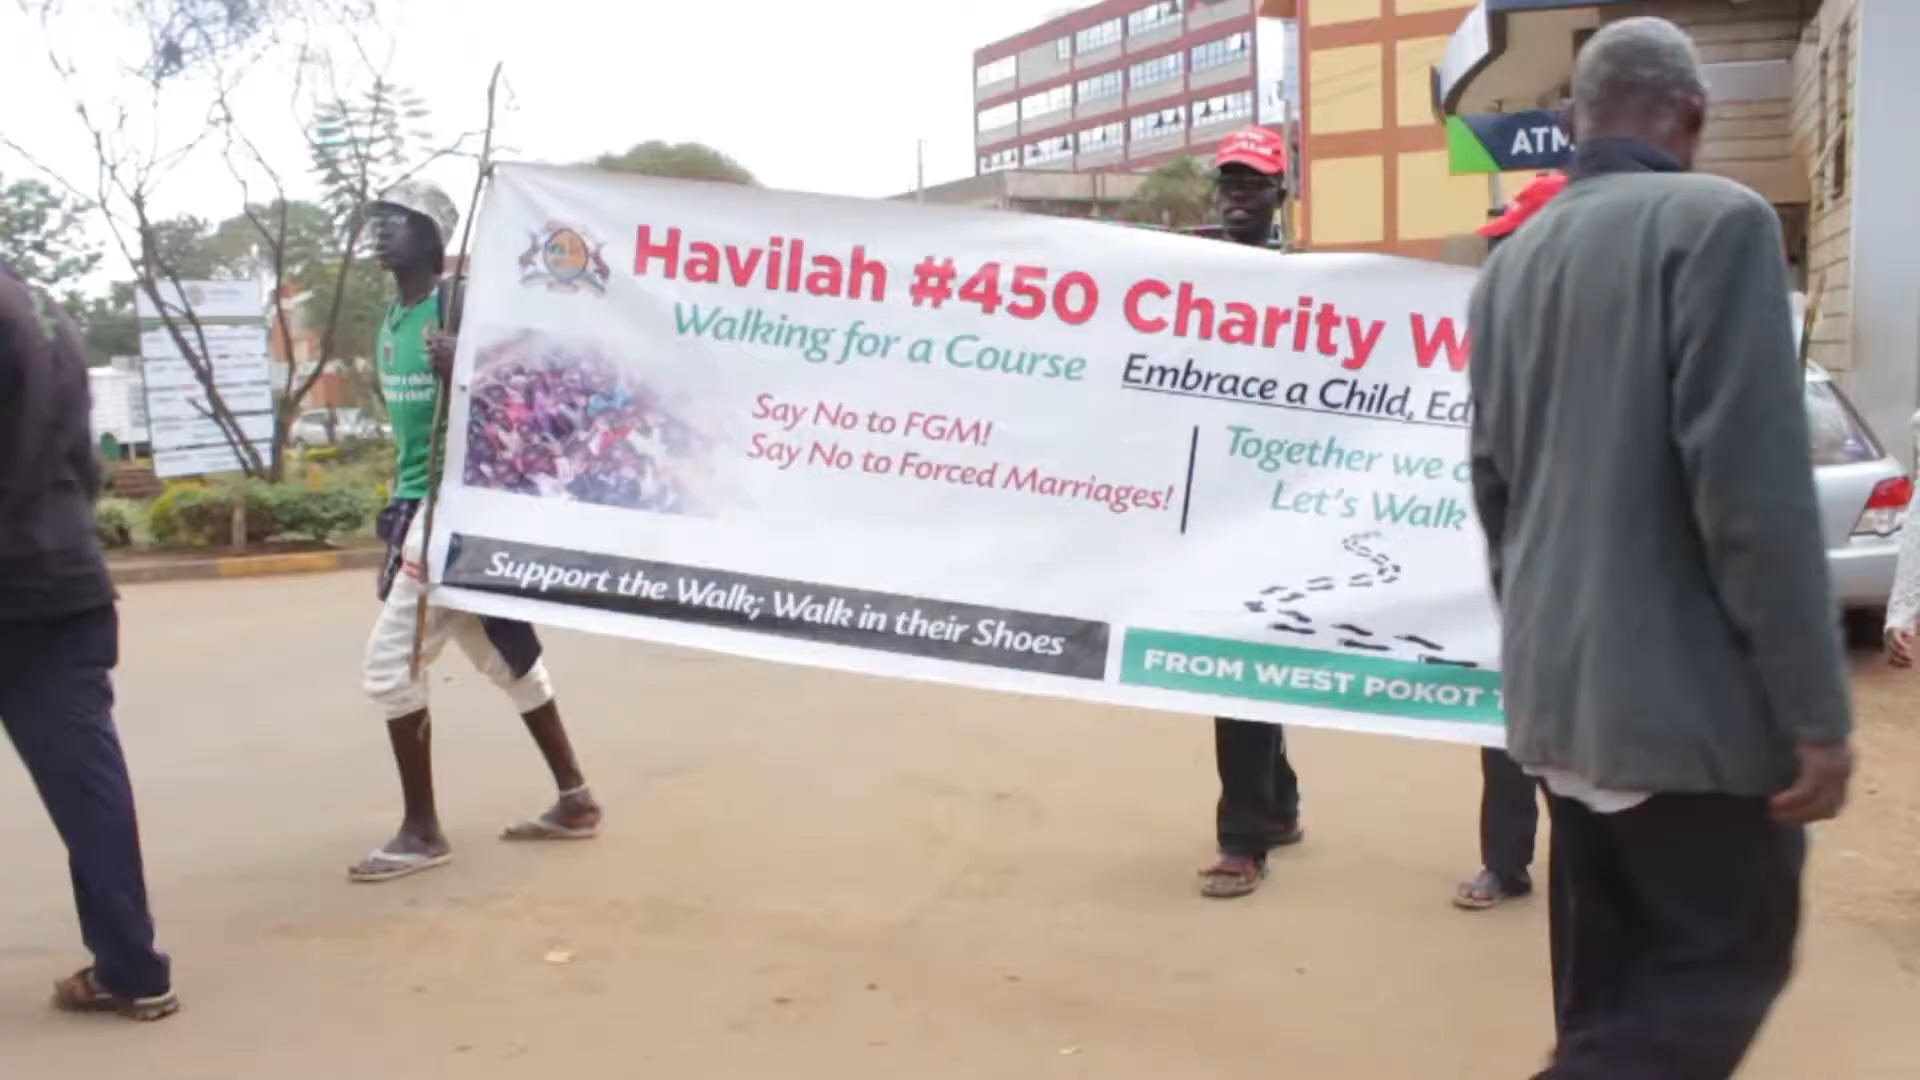 ATM
Havilah #450 Charity W
Walking for a Course
Embrace a Child, Ed
Say No to FGM!
Say No to Forced Marriages!
Together we c
Let's Walk
Support the Walk; Walk in their Shoes
FROM WEST POKOT T